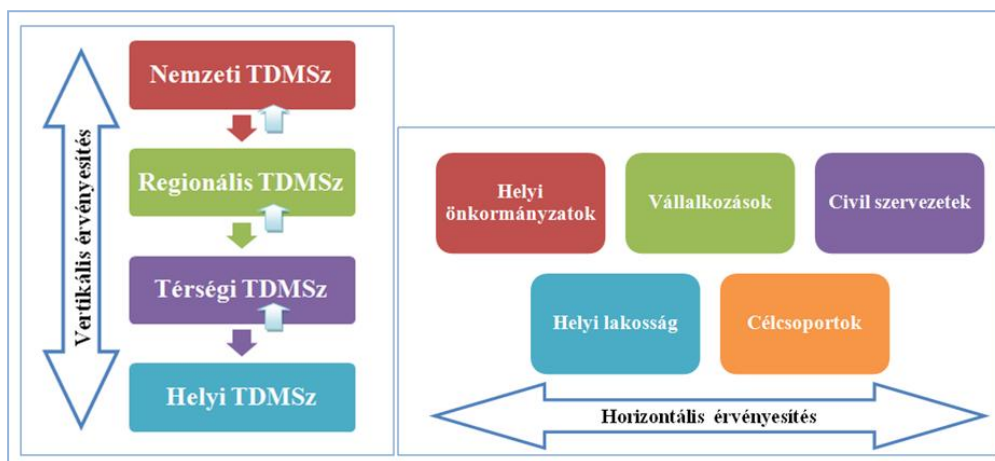 Vertikális érvényesítés
Nemzeti TDMSz
Regionális TDMSz
Térségi TDMSz
Helyi TDMSz
Helyi
önkormányzatok
Vállalkozások
Civil szervezetek
Helyi lakosság
Célcsoportok
Horizontális érvényesítés